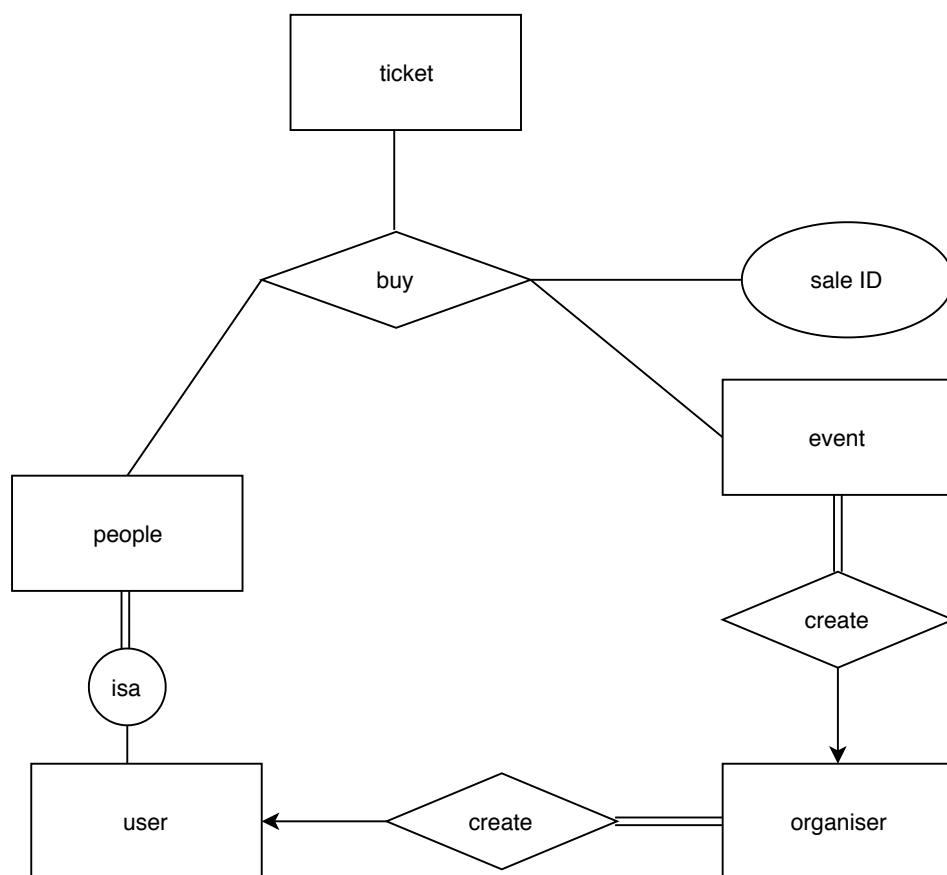 ticket
buy
sale ID
event
people
create
isa
user
create
organiser